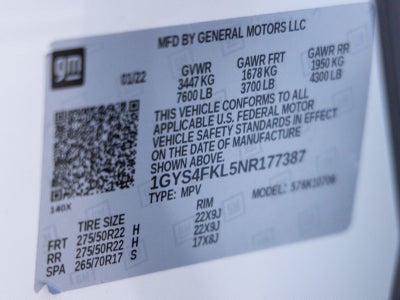 MFD BY GENERAL MOTORS LLC
gm
01/22
GVWR GAWR FRT GAWR RR
3447 KG 1678 KG 1950 KG
7600 LB 3700 LB 4300 LB
THIS VEHICLE CONFORMS TO ALL
APPLICABLE U.S. FEDERAL MOTOR
VEHICLE SAFETY STANDARDS IN EFFECT
ON THE DATE OF MANUFACTURE
SHOWN ABOVE.
1GYS4FKL5NR177387
140X
TYPE: MPV MODEL: 576K10706
TIRE SIZE RIM
FRT 275/50R22 H 22X9J
RR 275/50R22 H 22X9J
SPA 265/70R17 S 17X8J